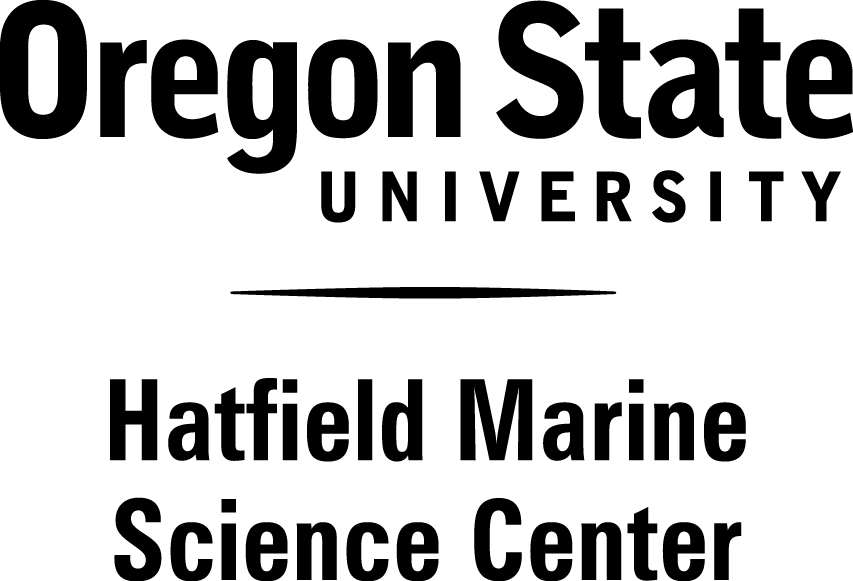 Oregon State
UNIVERSITY
Hatfield Marine
Science Center